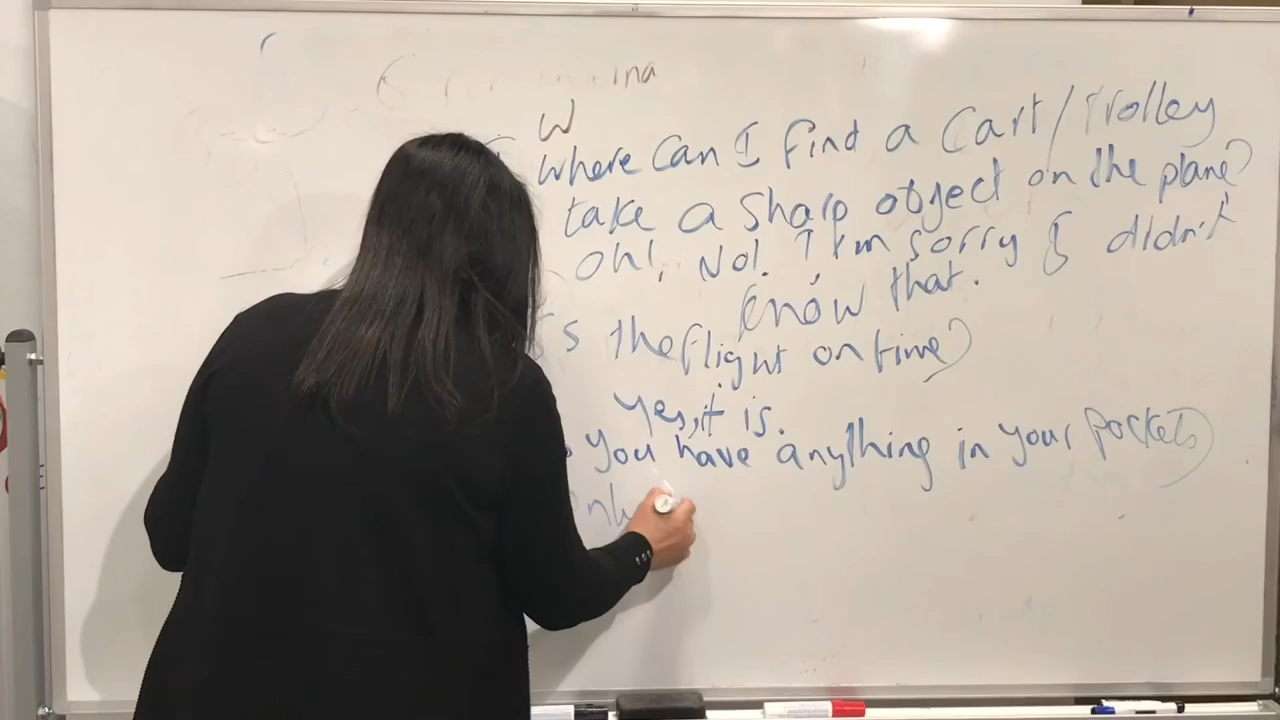 ina
W
where Can I find a Cart/Trolley
take a sharp object on the plane?
Oh!, No!. I'm sorry I didn't
know that.
s the flight on time?
Yes, it is.
you have anything in your pockets?